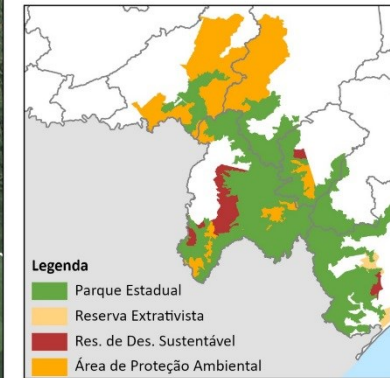 Legenda
Parque Estadual
Reserva Extrativista
Res. de Des. Sustentável
Área de Proteção Ambiental